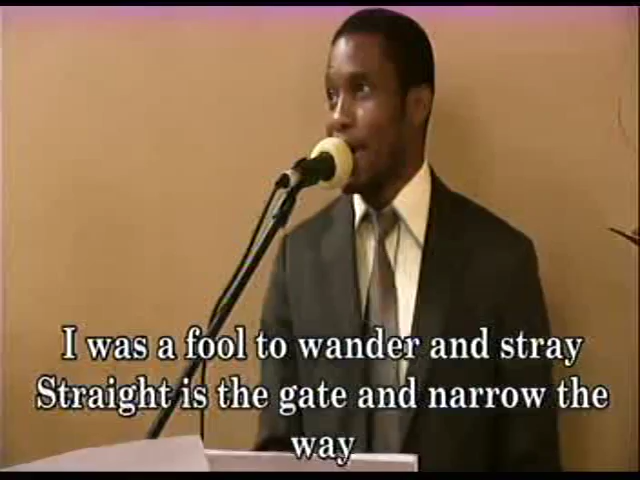 I was a fool to wander and stray
Straight is the gate and narrow the
way